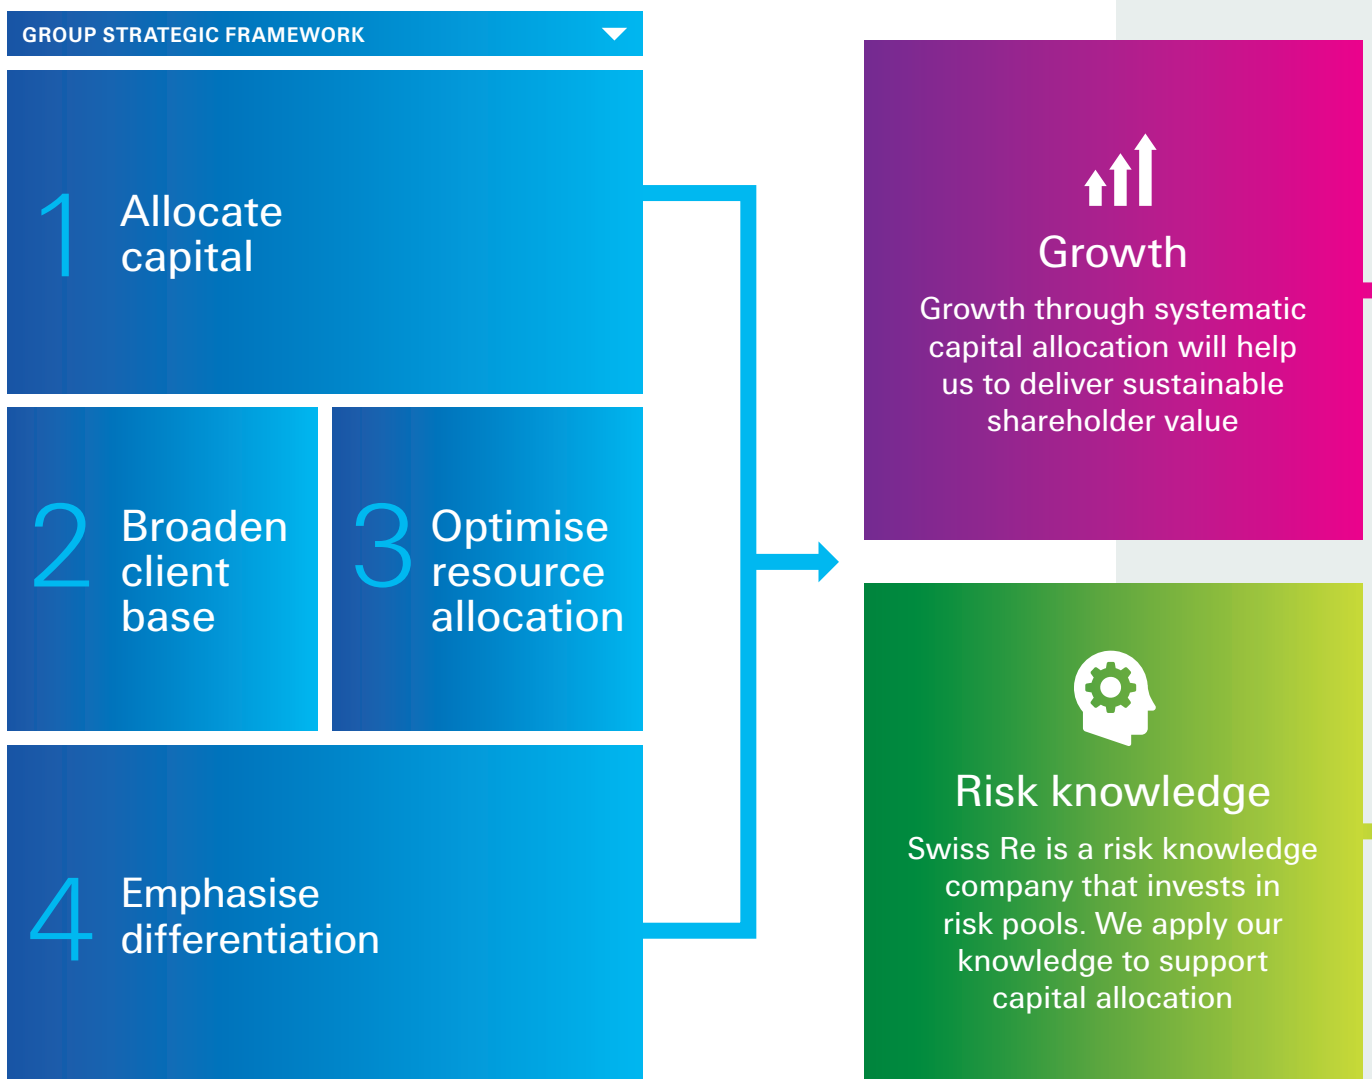 GROUP STRATEGIC FRAMEWORK
1
Allocate
capital
2
Broaden
client
base
3
Optimise
resource
allocation
4
Emphasise
differentiation
Growth
Growth through systematic
capital allocation will help
us to deliver sustainable
shareholder value
Risk knowledge
Swiss Re is a risk knowledge
company that invests in
risk pools. We apply our
knowledge to support
capital allocation